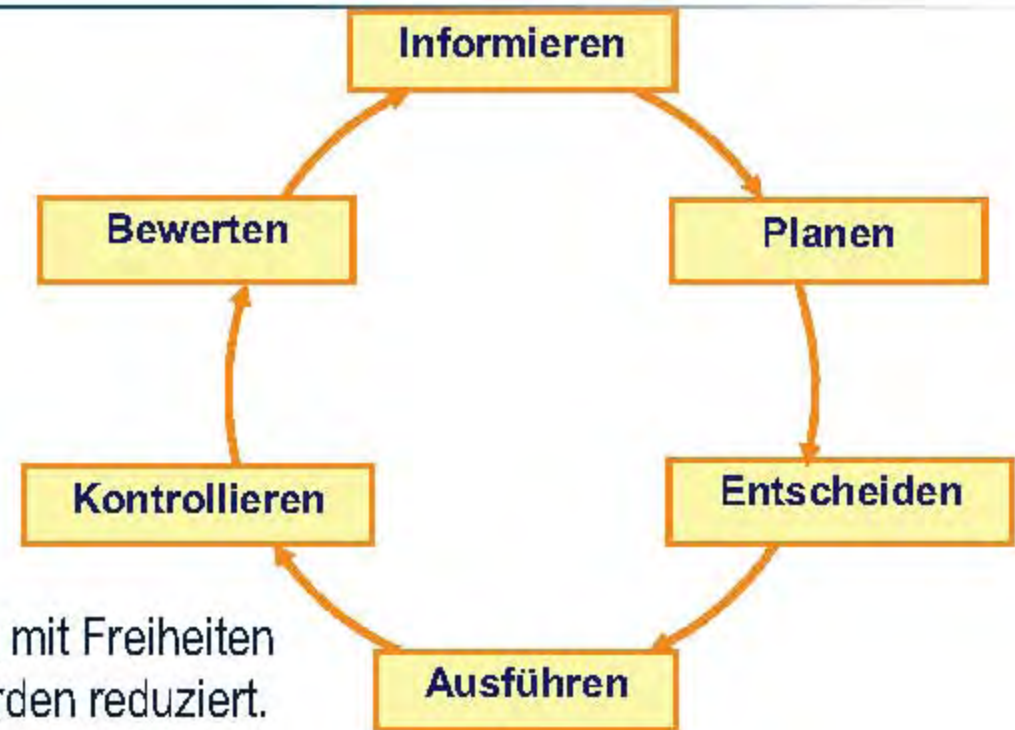 Informieren
Bewerten
Planen
Kontrollieren
Entscheiden
mit Freiheiten
reduziert.
Ausführen